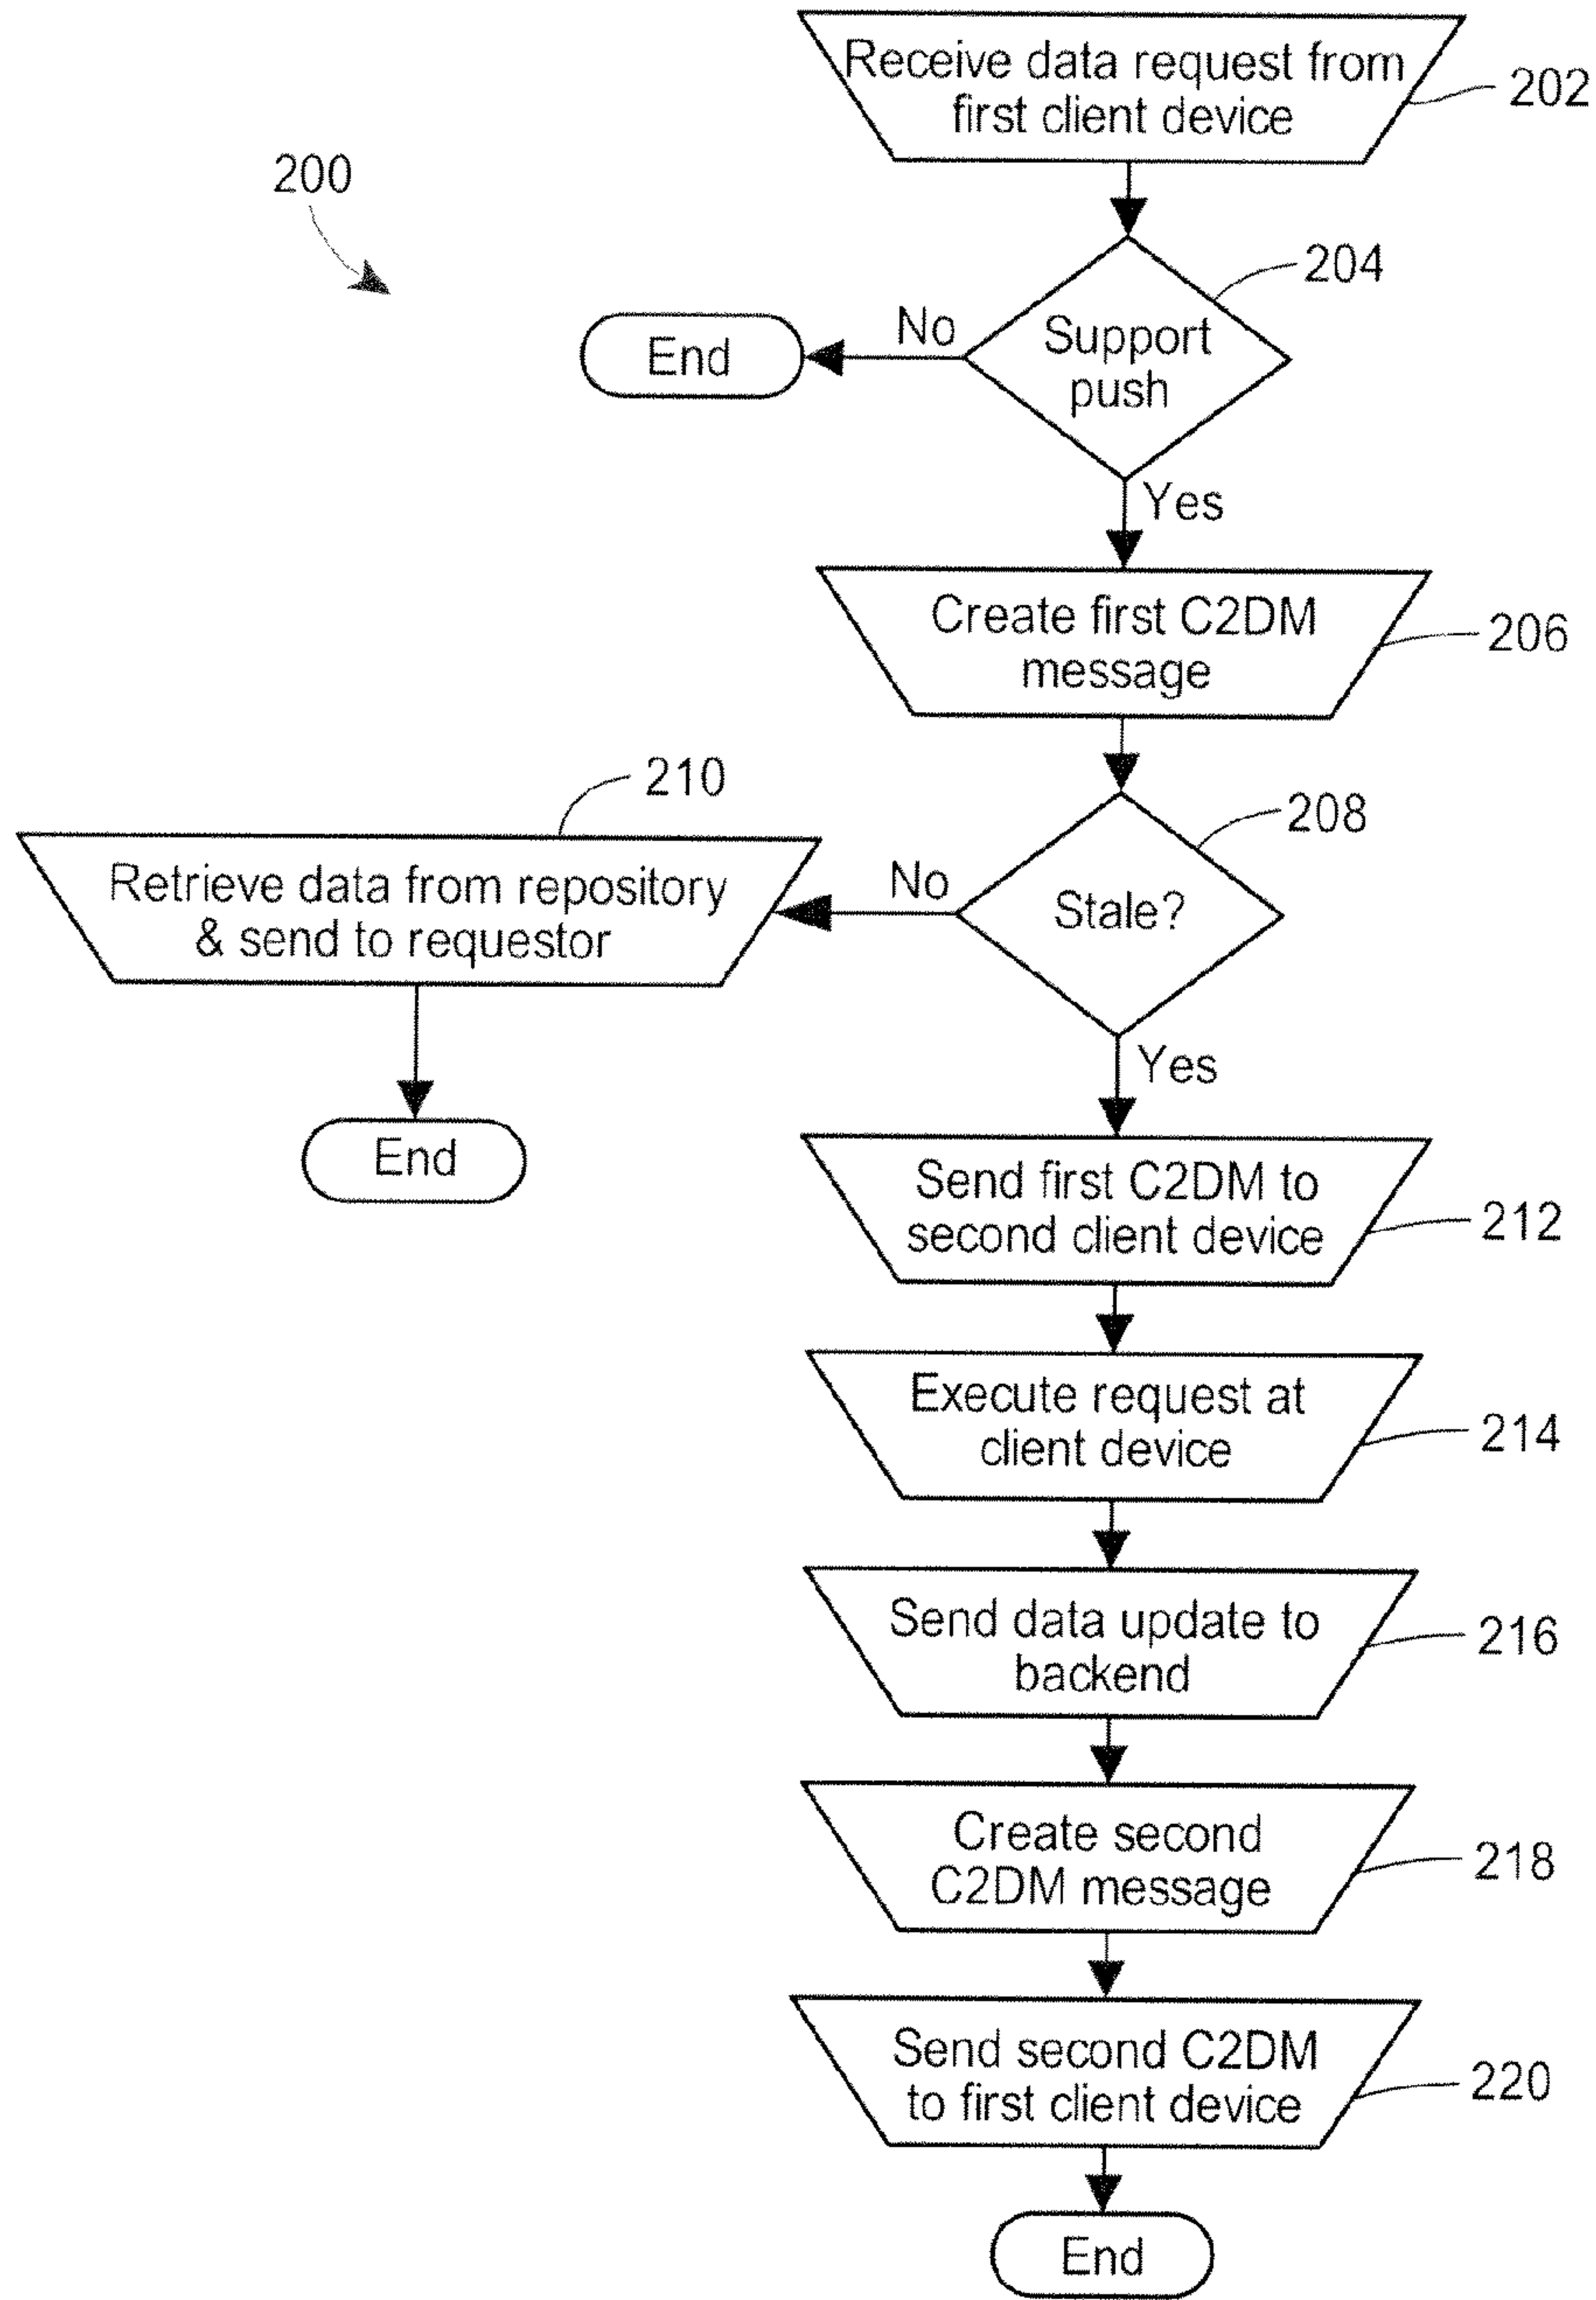 Receive data request from
first client device
202
200
204
Support
push
No
End
Yes
Create first C2DM
message
206
210
208
Retrieve data from repository
& send to requestor
No
Stale?
Yes
End
Send first C2DM to
second client device
212
Execute request at
client device
214
Send data update to
backend
216
Create second
C2DM message
218
Send second C2DM
to first client device
220
End